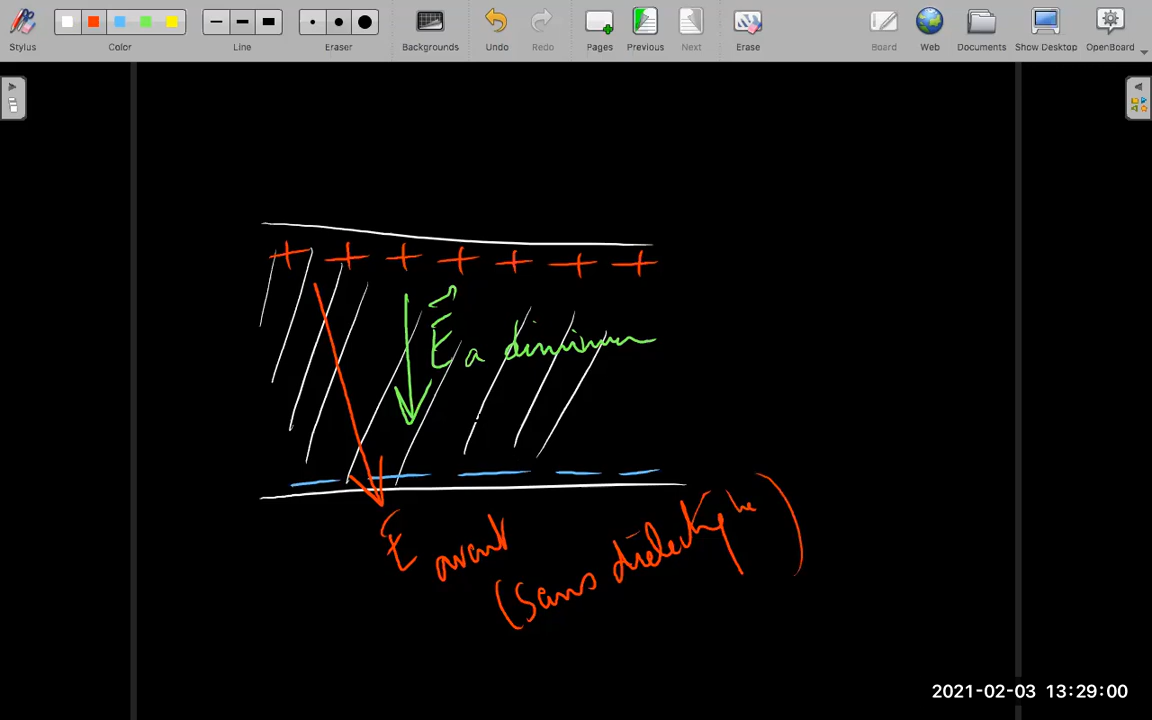 Stylus
Color
Line
Eraser
Backgrounds
Undo
Redo
Pages
Previous
Next
Erase
Board
Web
Documents
Show Desktop
OpenBoard
+ + + + + + +
E a diminué
E avant
(sans diélectrique)
2021-02-03 13:29:00